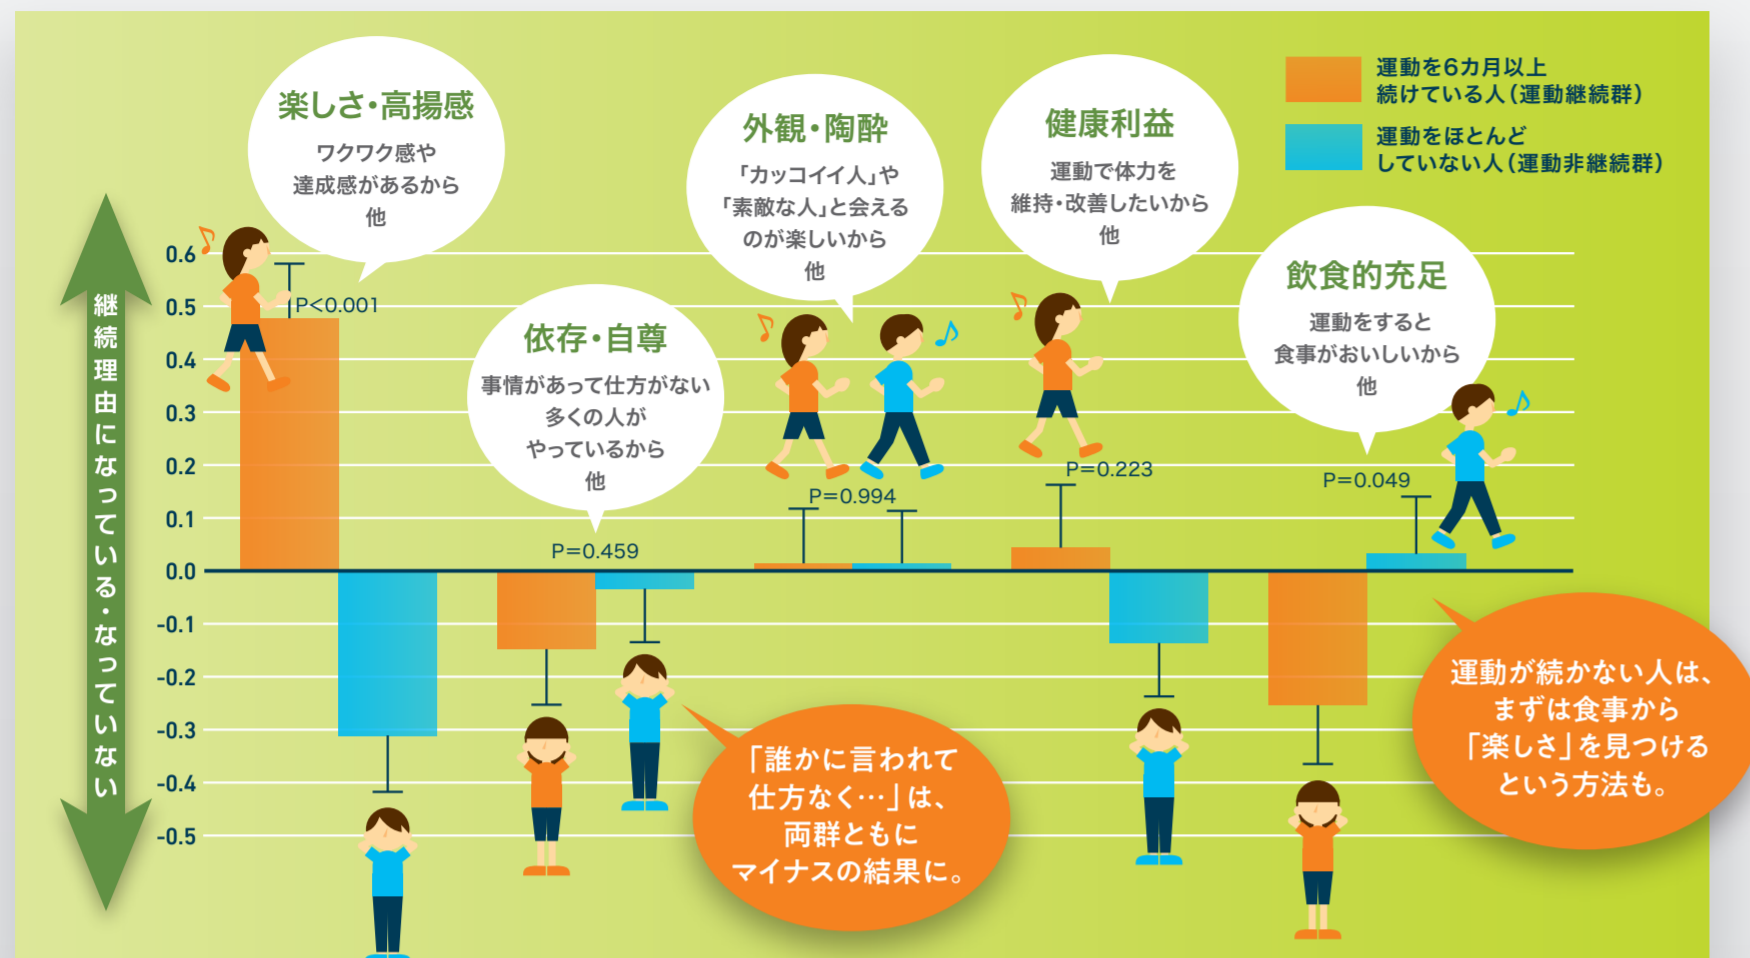 運動を6カ月以上
続けている人（運動継続群）
運動をほとんど
していない人（運動非継続群）
継続理由になっている・なっていない
0.6
0.5
0.4
0.3
0.2
0.1
0.0
-0.1
-0.2
-0.3
-0.4
-0.5
楽しさ・高揚感
ワクワク感や
達成感があるから
他
P<0.001
依存・自尊
事情があって仕方がない
多くの人が
やっているから
他
P=0.459
外観・陶酔
「カッコイイ人」や
「素敵な人」と会える
のが楽しいから
他
P=0.994
健康利益
運動で体力を
維持・改善したいから
他
P=0.223
飲食的充足
運動をすると
食事がおいしいから
他
P=0.049
「誰かに言われて
仕方なく…」は、
両群ともに
マイナスの結果に。
運動が続かない人は、
まずは食事から
「楽しさ」を見つける
という方法も。